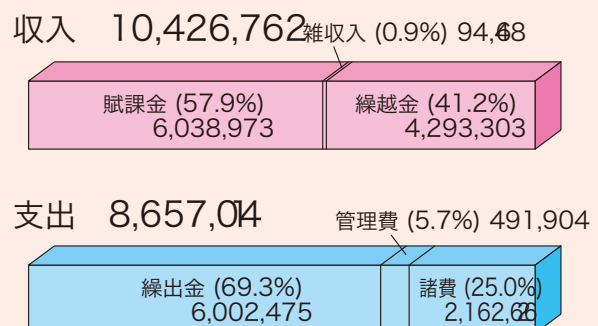 収入 10,426,762
雑収入 (0.9%)
賦課金 (57.9%)
6,038,973
繰越金 (41.2%)
4,293,303
支出
管理費 (5.7%) 491,904
繰出金 (69.3%)
6,002,475
諸費 (25.0%)